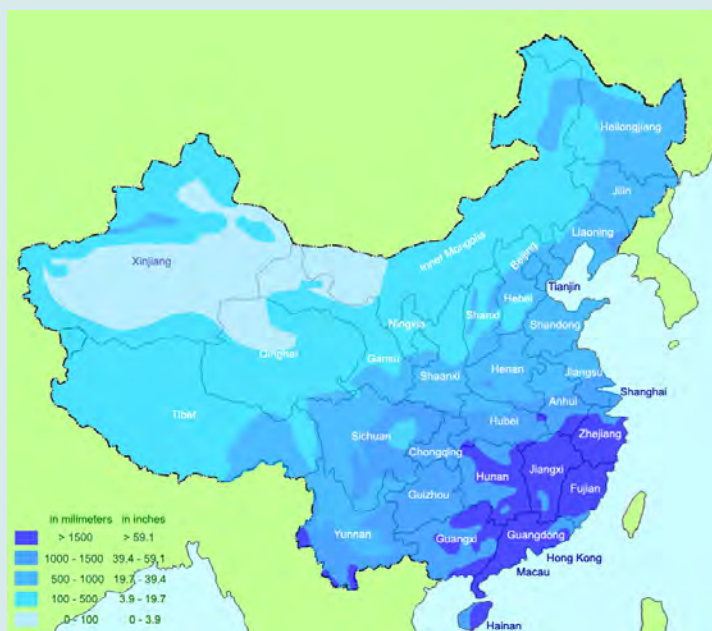 Heilongjiang
Jilin
Liaoning
Inner Mongolia
Beijing
Xinjiang
Tianjin
Hebei
Shanxi
Ningxia
Shandong
Qinghai
Gansu
Shaanxi
Henan
Jiangsu
Shanghai
Anhui
Tibet
Hubei
Sichuan
Zhejiang
Chongqing
Hunan
Jiangxi
Guizhou
Fujian
Yunnan
Guangxi
Guangdong
Hong Kong
Macau
Hainan
in milimeters in inches
> 1500 > 59.1
1000 - 1500 39.4 - 59.1
500 - 1000 19.7 - 39.4
100 - 500 3.9 - 19.7
0 - 100 0 - 3.9